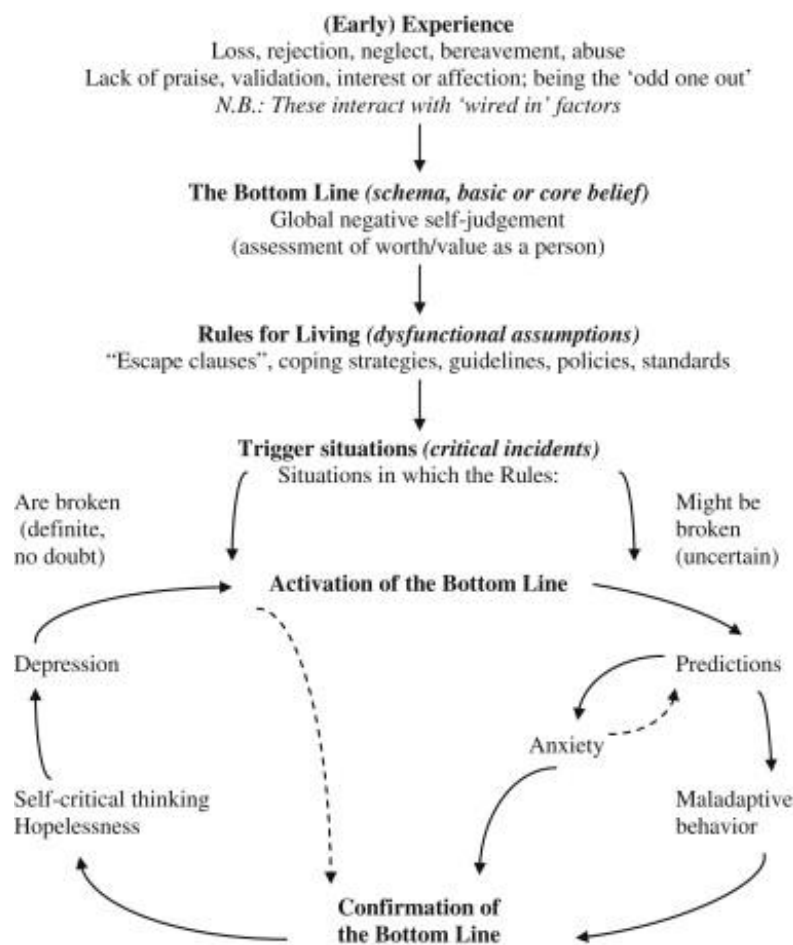 (Early) Experience
Loss, rejection, neglect, bereavement, abuse
Lack of praise, validation, interest or affection; being the ‘odd one out’
N.B.: These interact with ‘wired in’ factors
The Bottom Line (schema, basic or core belief)
Global negative self-judgement
(assessment of worth/value as a person)
Rules for Living (dysfunctional assumptions)
“Escape clauses”, coping strategies, guidelines, policies, standards
Trigger situations (critical incidents)
Situations in which the Rules:
Are broken
(definite,
no doubt)
Might be
broken
(uncertain)
Activation of the Bottom Line
Depression
Predictions
Anxiety
Self-critical thinking
Hopelessness
Maladaptive
behavior
Confirmation of
the Bottom Line